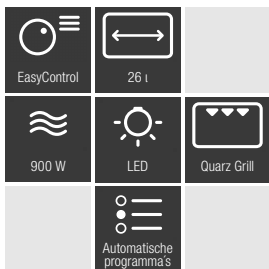 EasyControl
26 l
900 W
LED
Quarz Grill
Automatische
programma´s